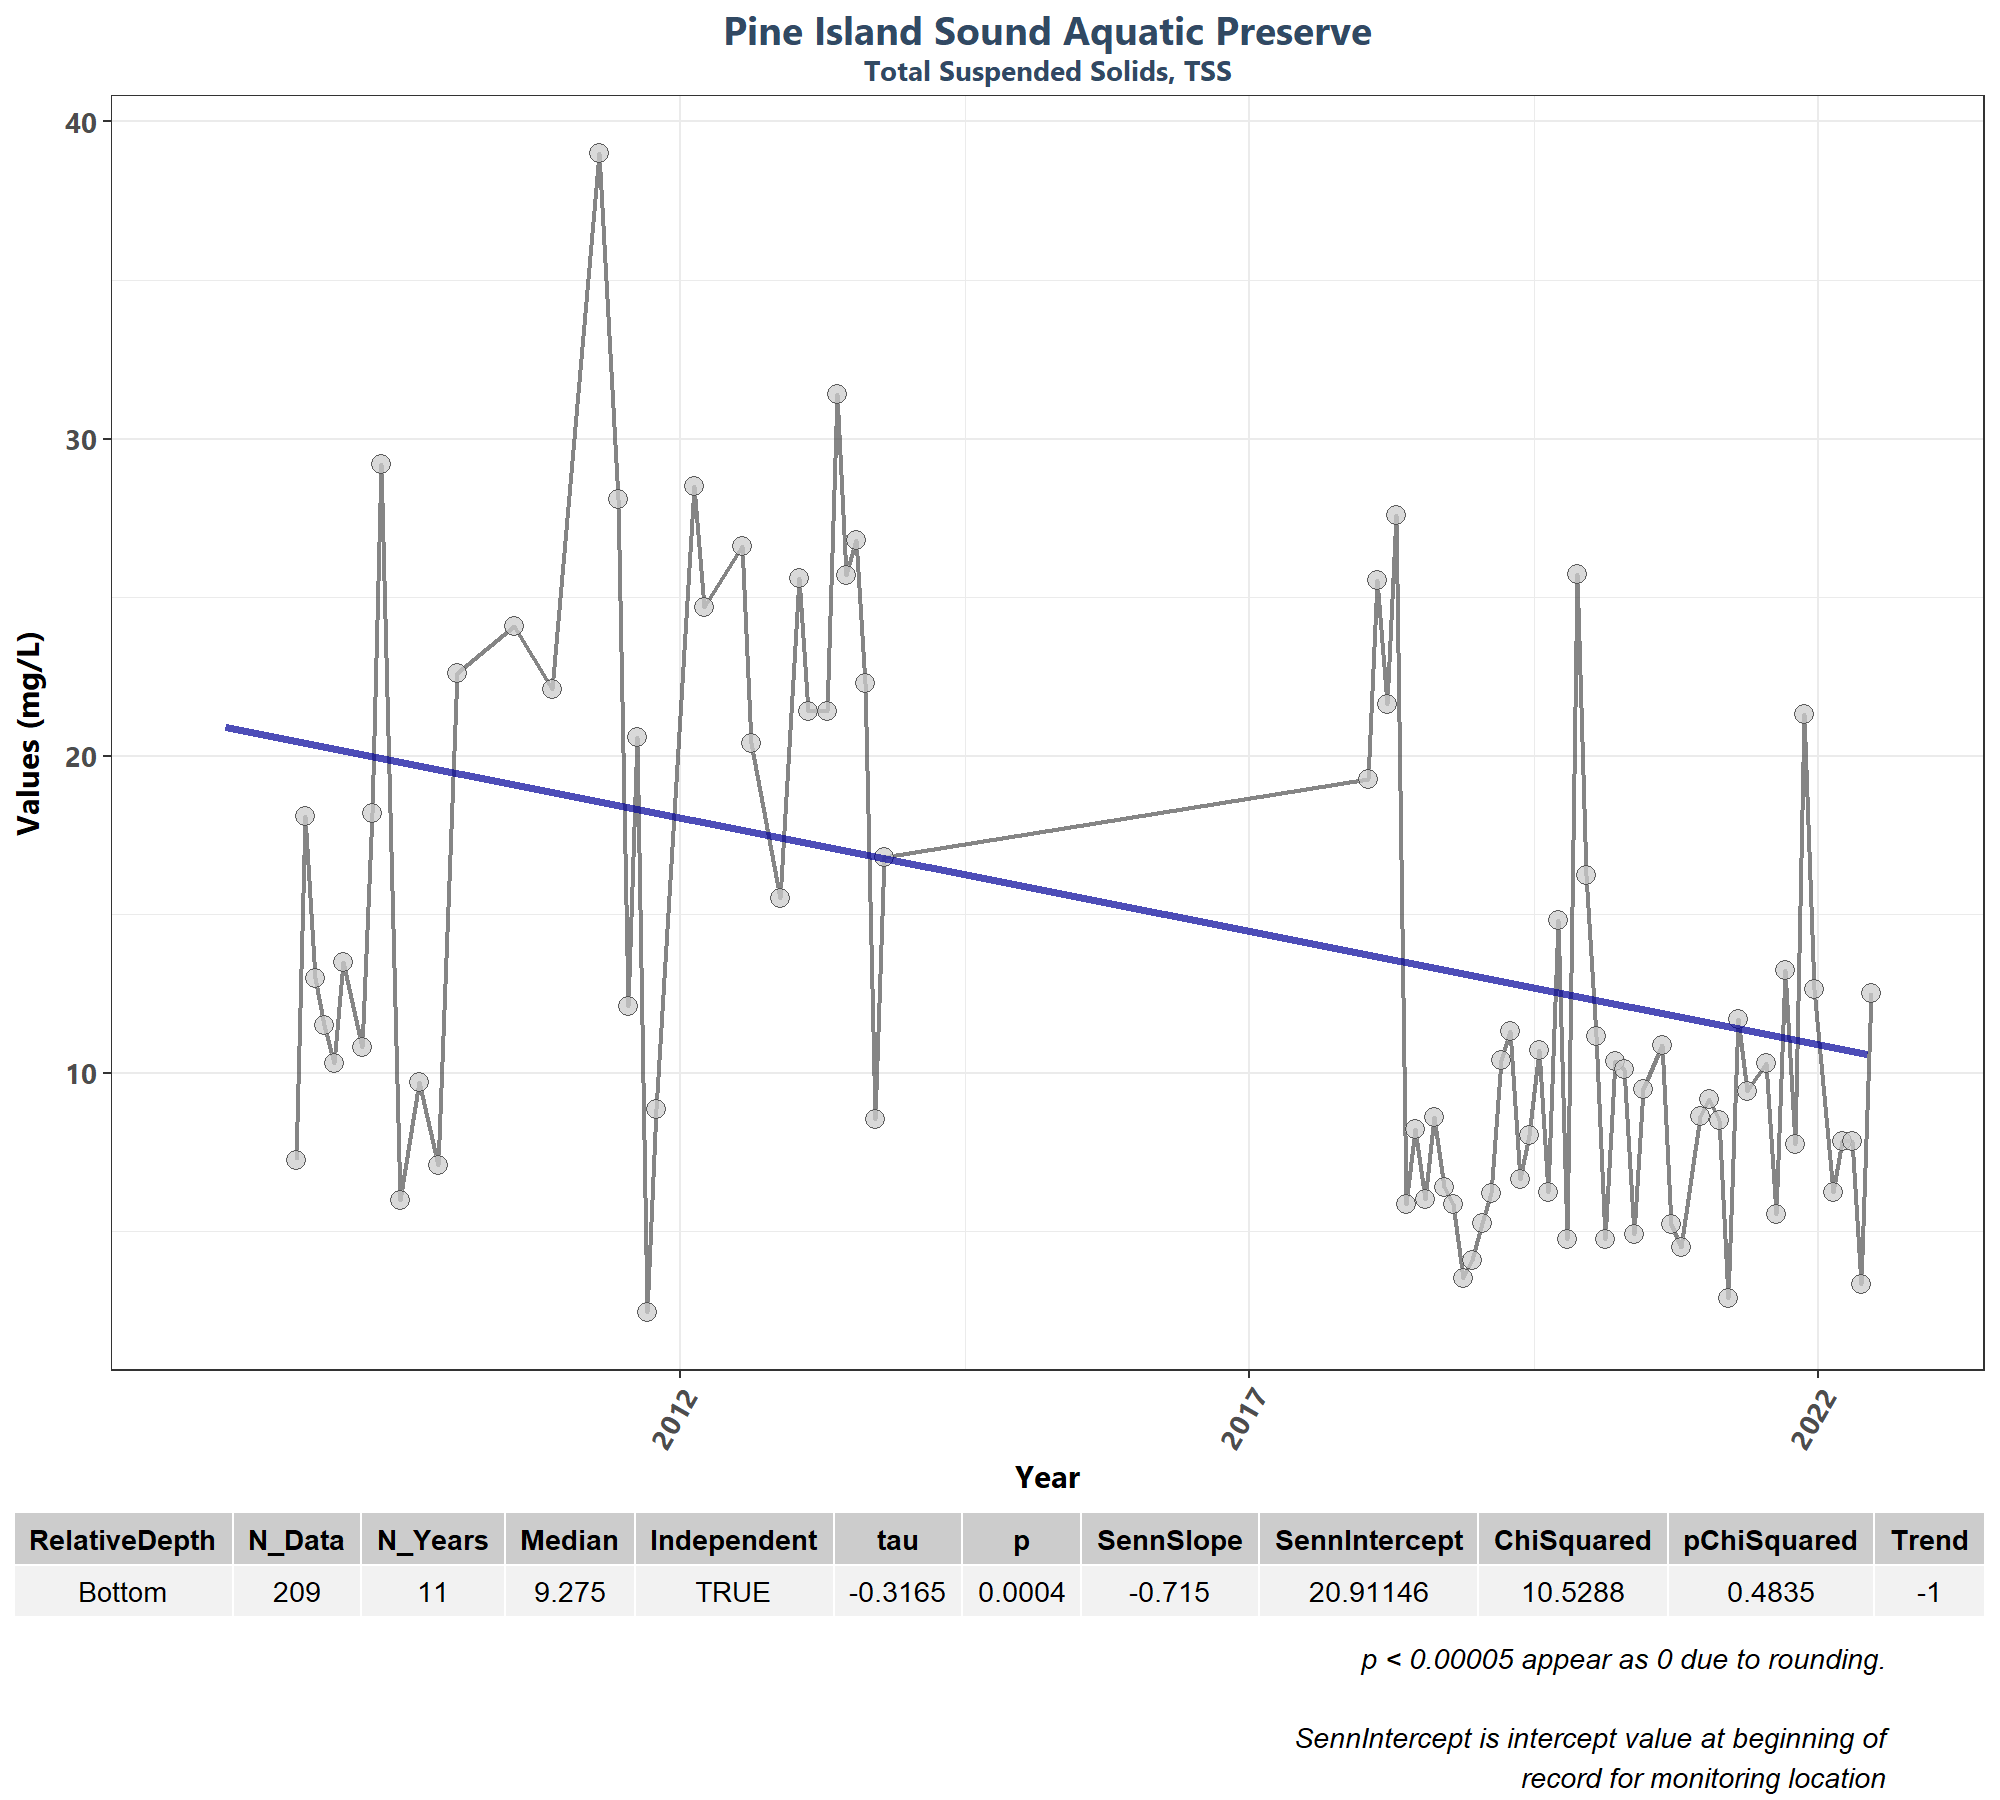 Pine Island Sound Aquatic Preserve
Total Suspended Solids, TSS
Values (mg/L)
40
30
20
10
2012
2017
2022
Year
RelativeDepth N_Data N_Years Median Independent tau p SennSlope SennIntercept ChiSquared pChiSquared Trend
Bottom 209 11 9.275 TRUE -0.3165 0.0004 -0.715 20.91146 10.5288 0.4835 -1
p < 0.00005 appear as 0 due to rounding.
SennIntercept is intercept value at beginning of
record for monitoring location